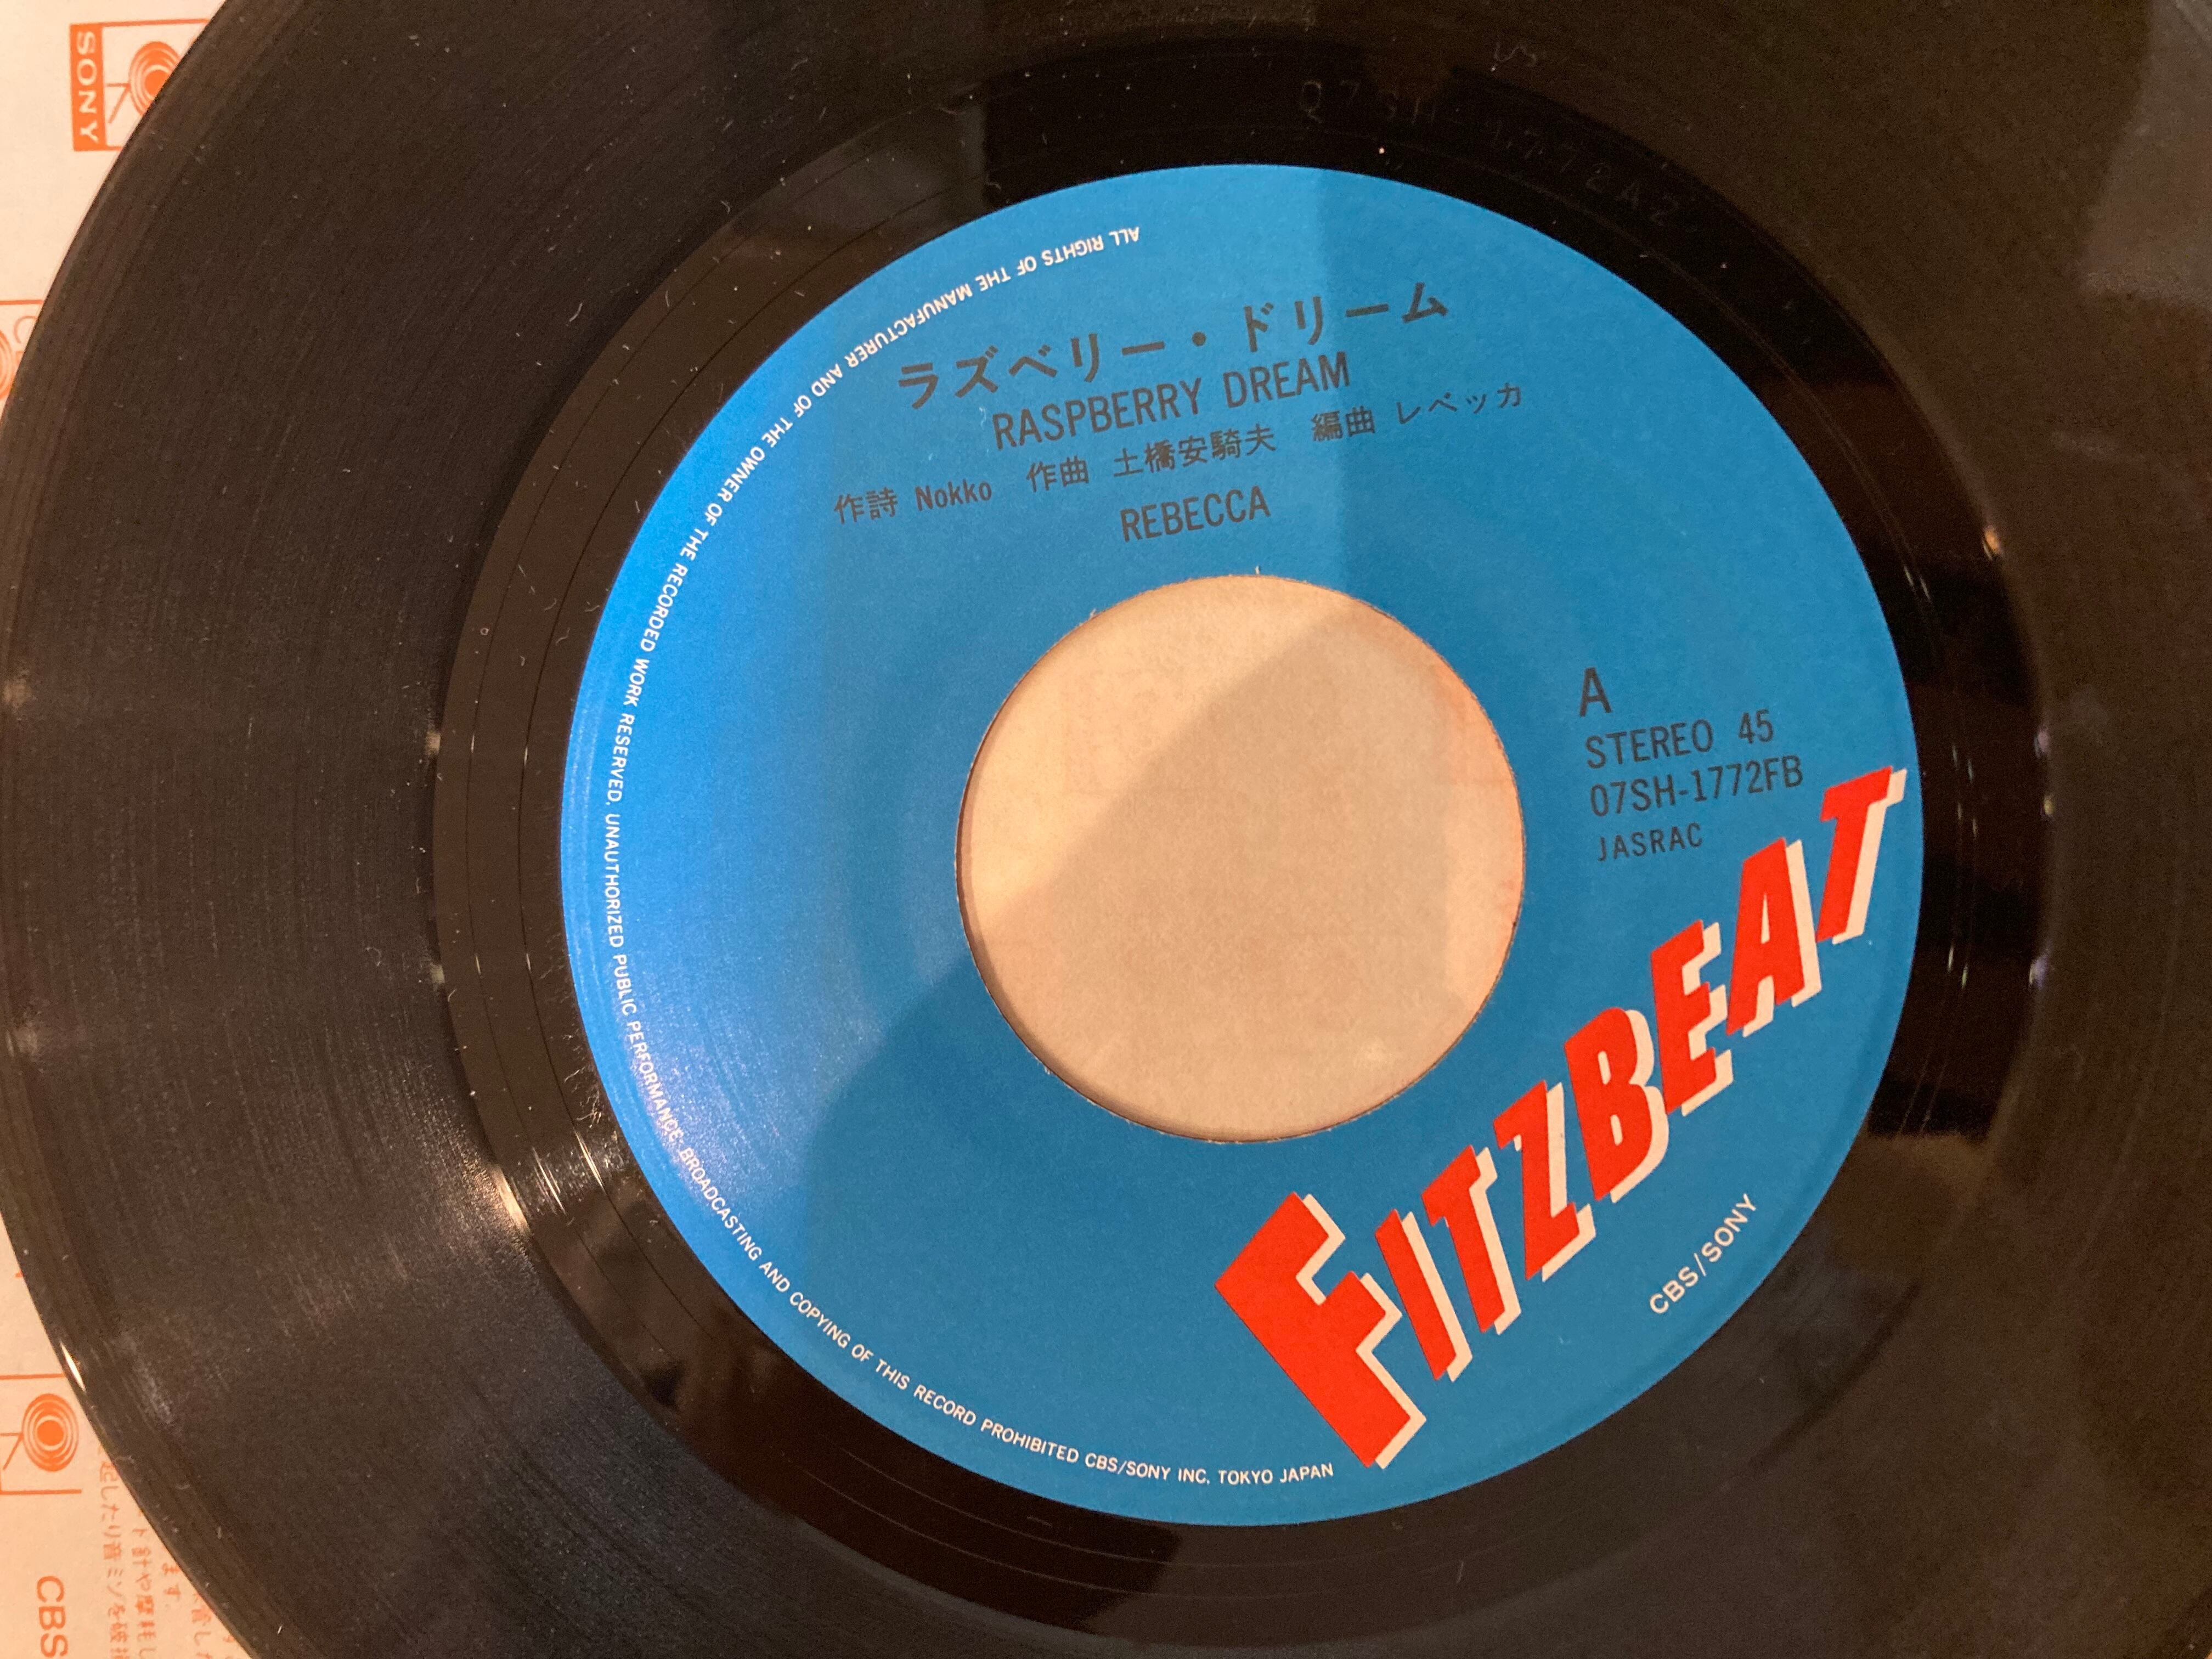 ラズベリー・ドリーム
RASPBERRY DREAM
作詩 Nokko 作曲 土橋安騎夫 編曲 レベッカ
REBECCA
A
STEREO 45
07SH-1772FB
JASRAC
FITZBEAT
CBS/SONY
ALL RIGHTS OF THE MANUFACTURER AND OF THE OWNER OF THE RECORDED WORK RESERVED. UNAUTHORIZED PUBLIC PERFORMANCE, BROADCASTING AND COPYING OF THIS RECORD PROHIBITED CBS/SONY INC. TOKYO JAPAN
SONY
CBS